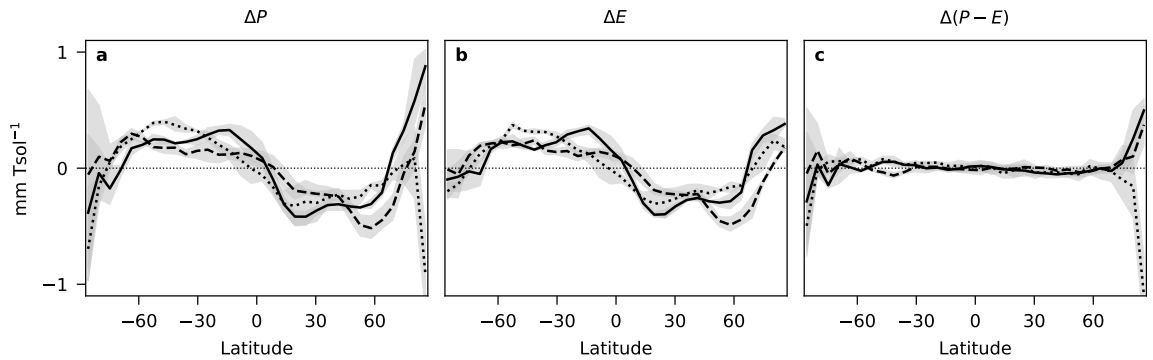 ΔP
ΔE
Δ(P − E)
a
b
c
1
0
−1
mm Tsol⁻¹
−60 −30 0 30 60
−60 −30 0 30 60
−60 −30 0 30 60
Latitude
Latitude
Latitude